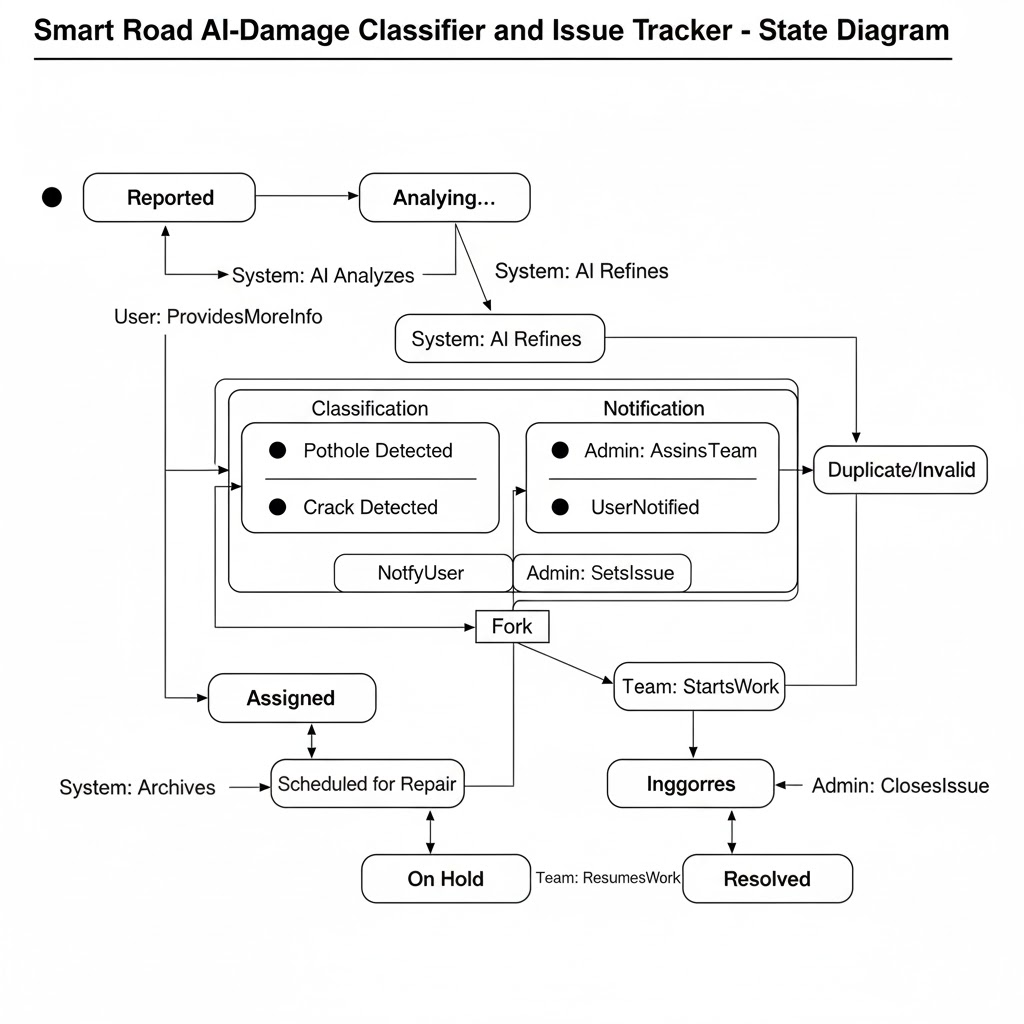 Smart Road AI-Damage Classifier and Issue Tracker - State Diagram
Reported
Analying...
System: AI Analyzes
System: AI Refines
User: ProvidesMoreInfo
System: AI Refines
Classification
Notification
Pothole Detected
Admin: AssinsTeam
Duplicate/Invalid
Crack Detected
UserNotified
NotfyUser
Admin: SetsIssue
Fork
Team: StartsWork
Assigned
System: Archives
Scheduled for Repair
Inggorres
Admin: ClosesIssue
On Hold
Team: ResumesWork
Resolved